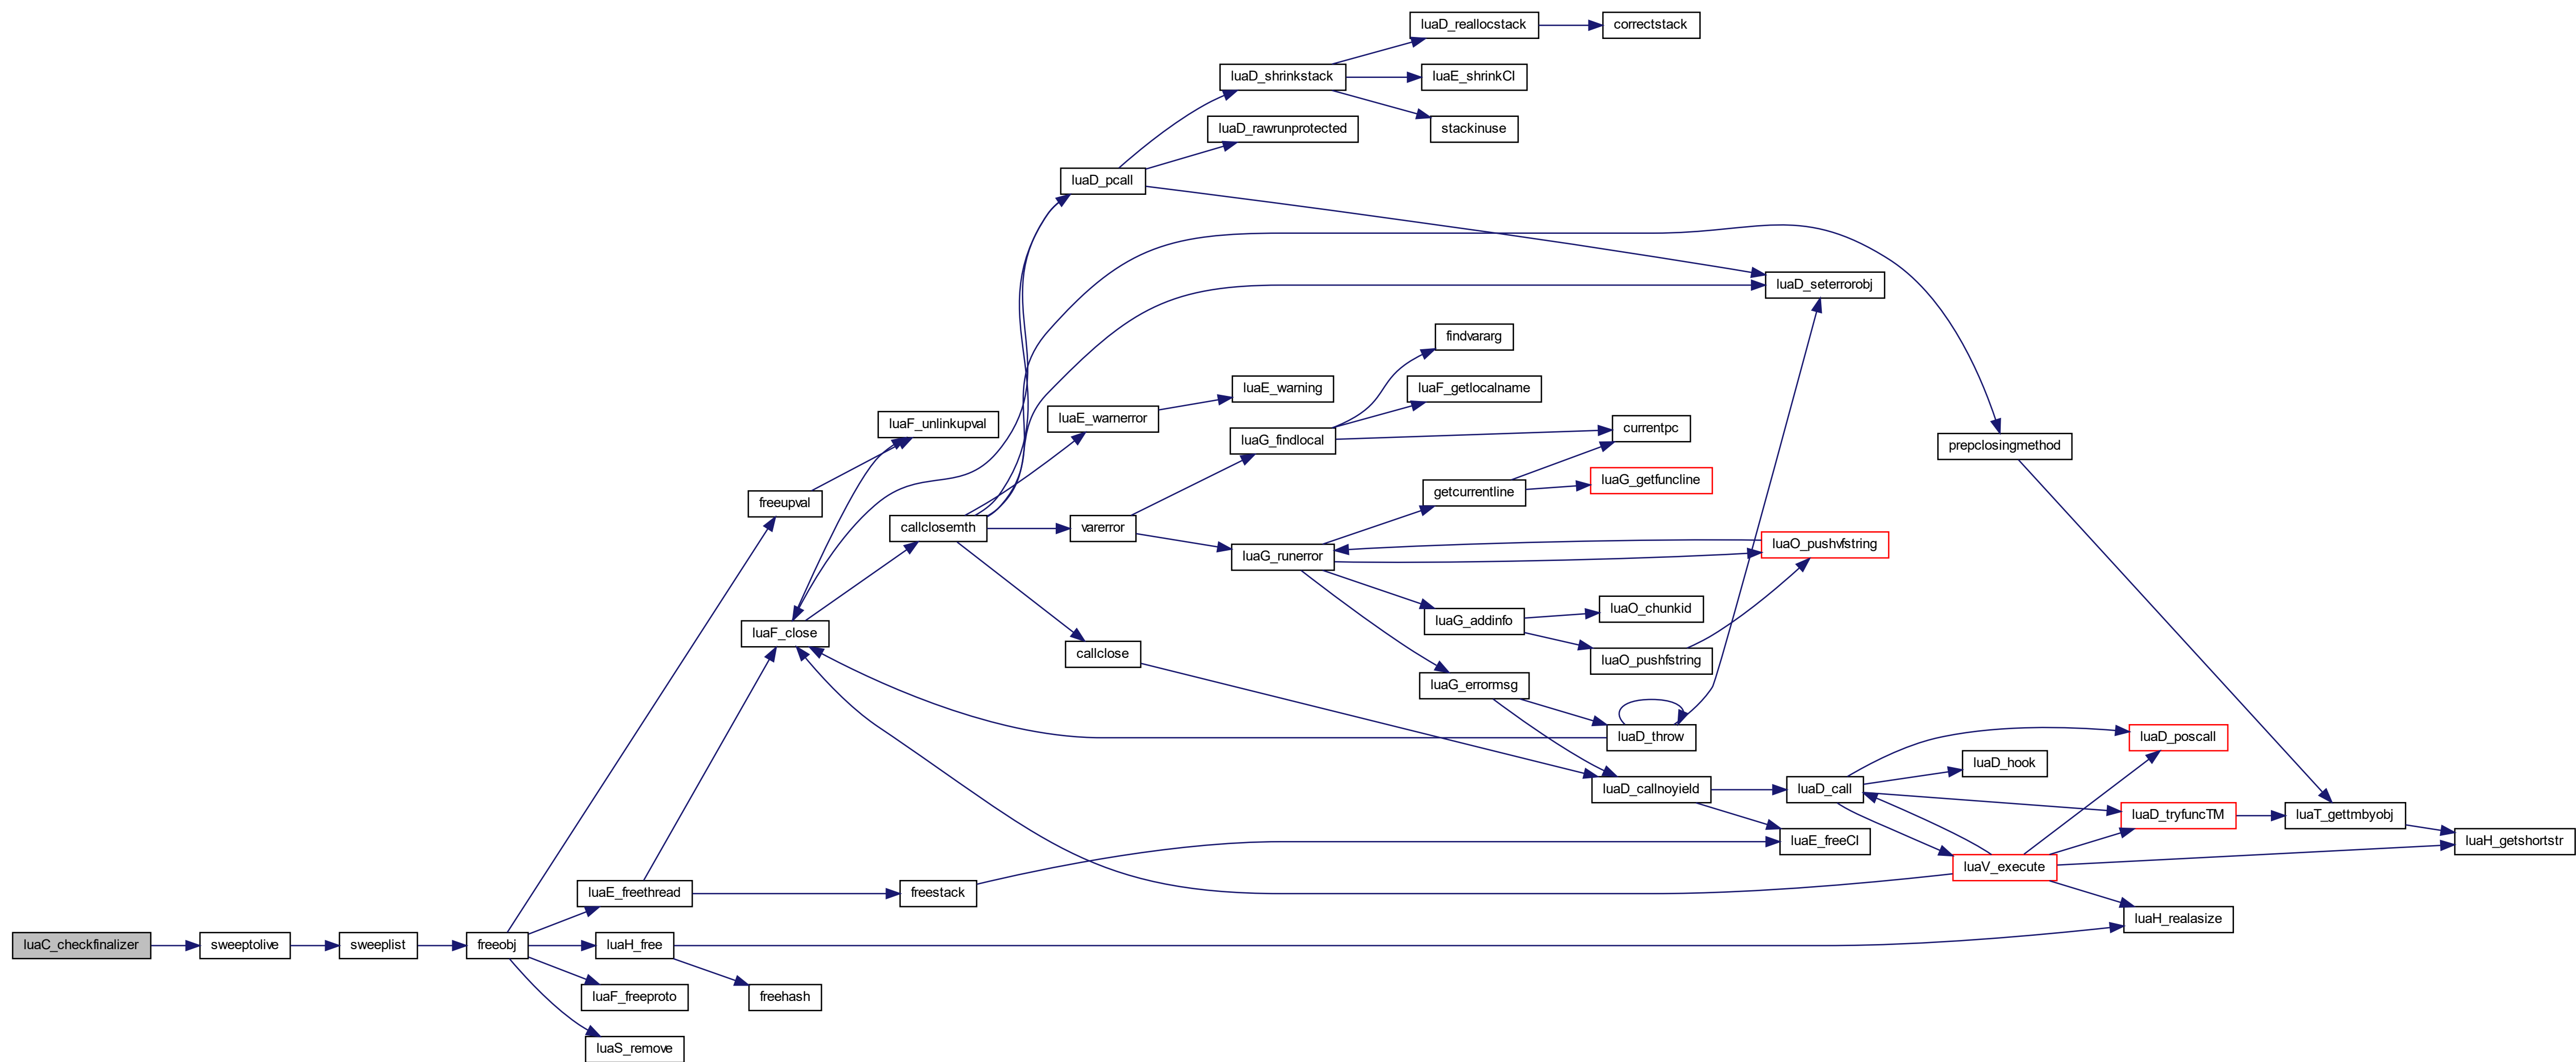 luaD_reallocstack
correctstack
luaD_shrinkstack
luaE_shrinkCI
luaD_rawrunprotected
stackinuse
luaD_pcall
luaD_seterrorobj
findvararg
luaE_warning
luaF_getlocalname
luaF_unlinkupval
luaE_warnerror
luaG_findlocal
currentpc
prepclosingmethod
luaG_getfuncline
freeupval
getcurrentline
callclosemth
varerror
luaG_runerror
luaO_pushvfstring
luaO_chunkid
luaG_addinfo
luaF_close
callclose
luaO_pushfstring
luaG_errormsg
luaD_throw
luaD_poscall
luaD_hook
luaD_callnoyield
luaD_call
luaD_tryfuncTM
luaT_gettmbyobj
luaE_freeCI
luaH_getshortstr
luaV_execute
luaE_freethread
freestack
luaH_realasize
luaC_checkfinalizer
sweeptolive
sweeplist
freeobj
luaH_free
luaF_freeproto
freehash
luaS_remove